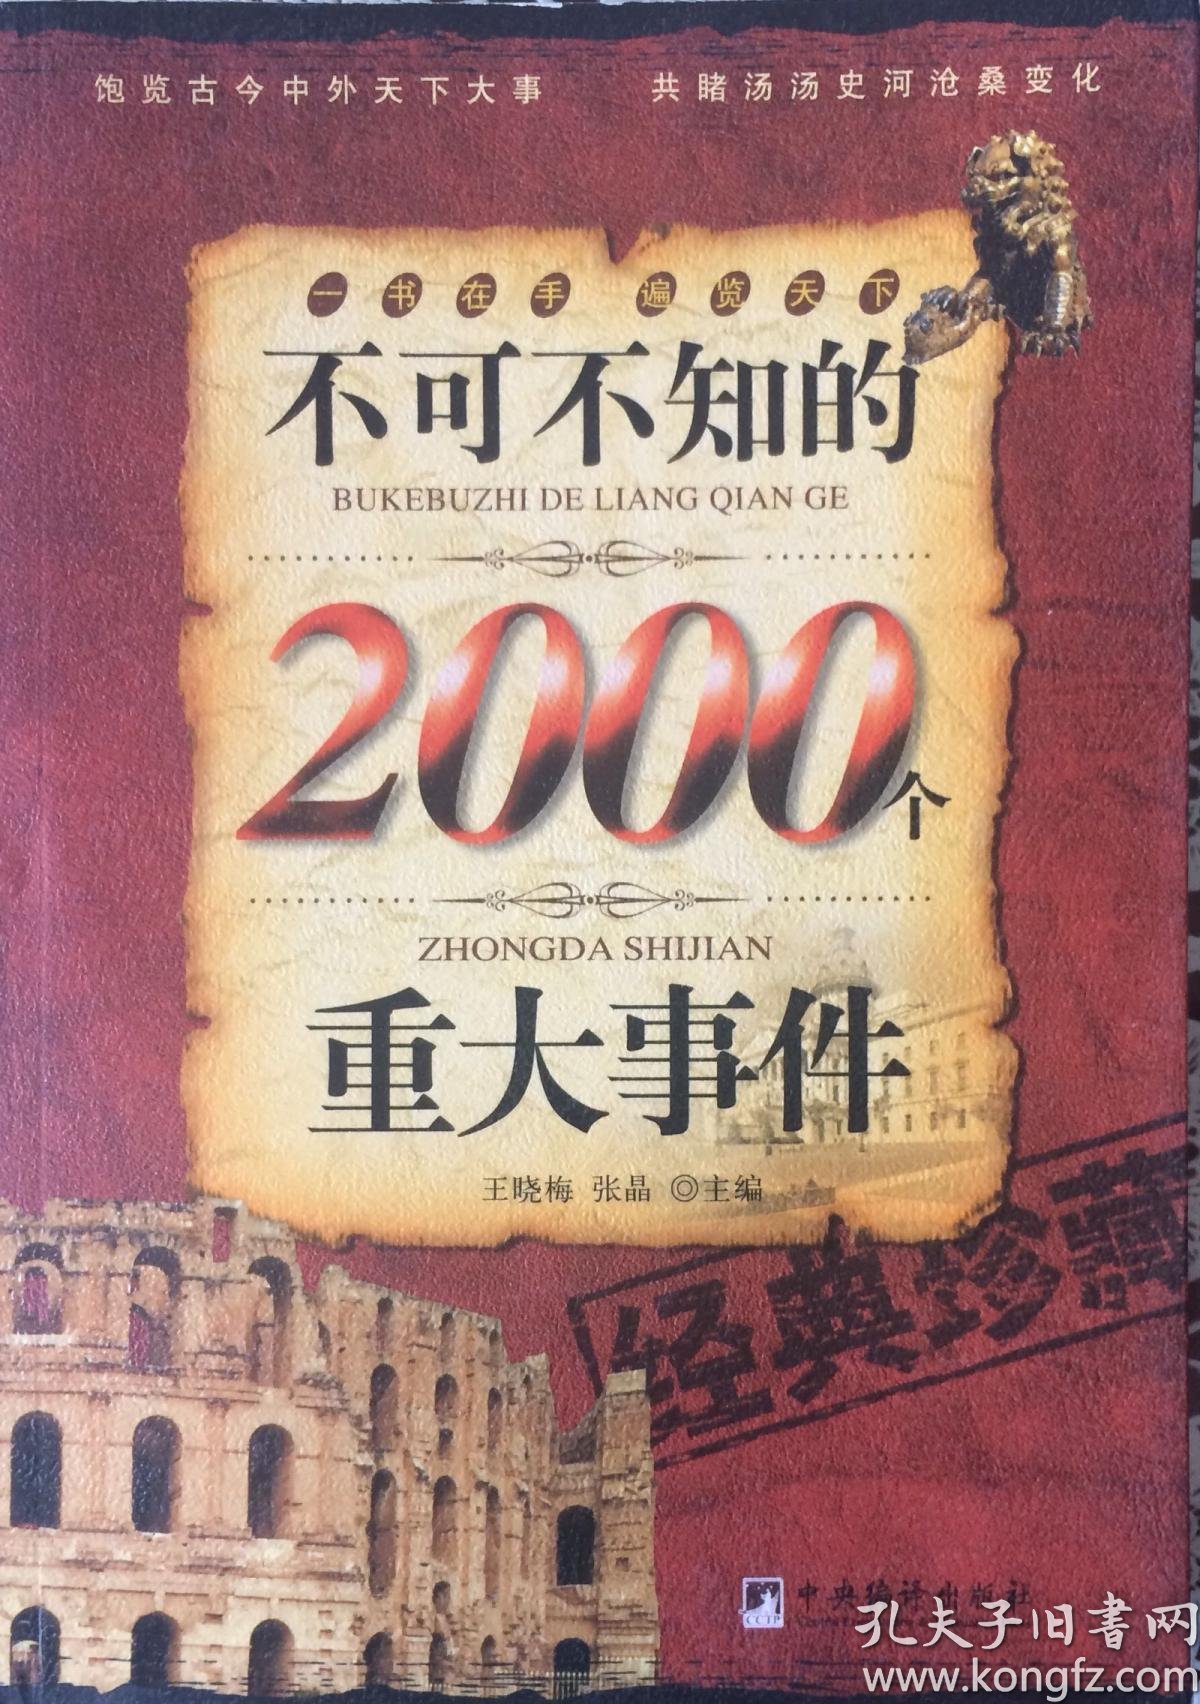 饱览古今中外天下大事 共睹汤汤史河沧桑变化
一书在手 遍览天下
不可不知的
BUKEBUZHI DE LIANG QIAN GE
2000个
ZHONGDA SHIJIAN
重大事件
王晓梅 张晶 ◎主编
经典珍藏
CCTP 中央编译出版社
孔夫子旧書网
www.kongfz.com